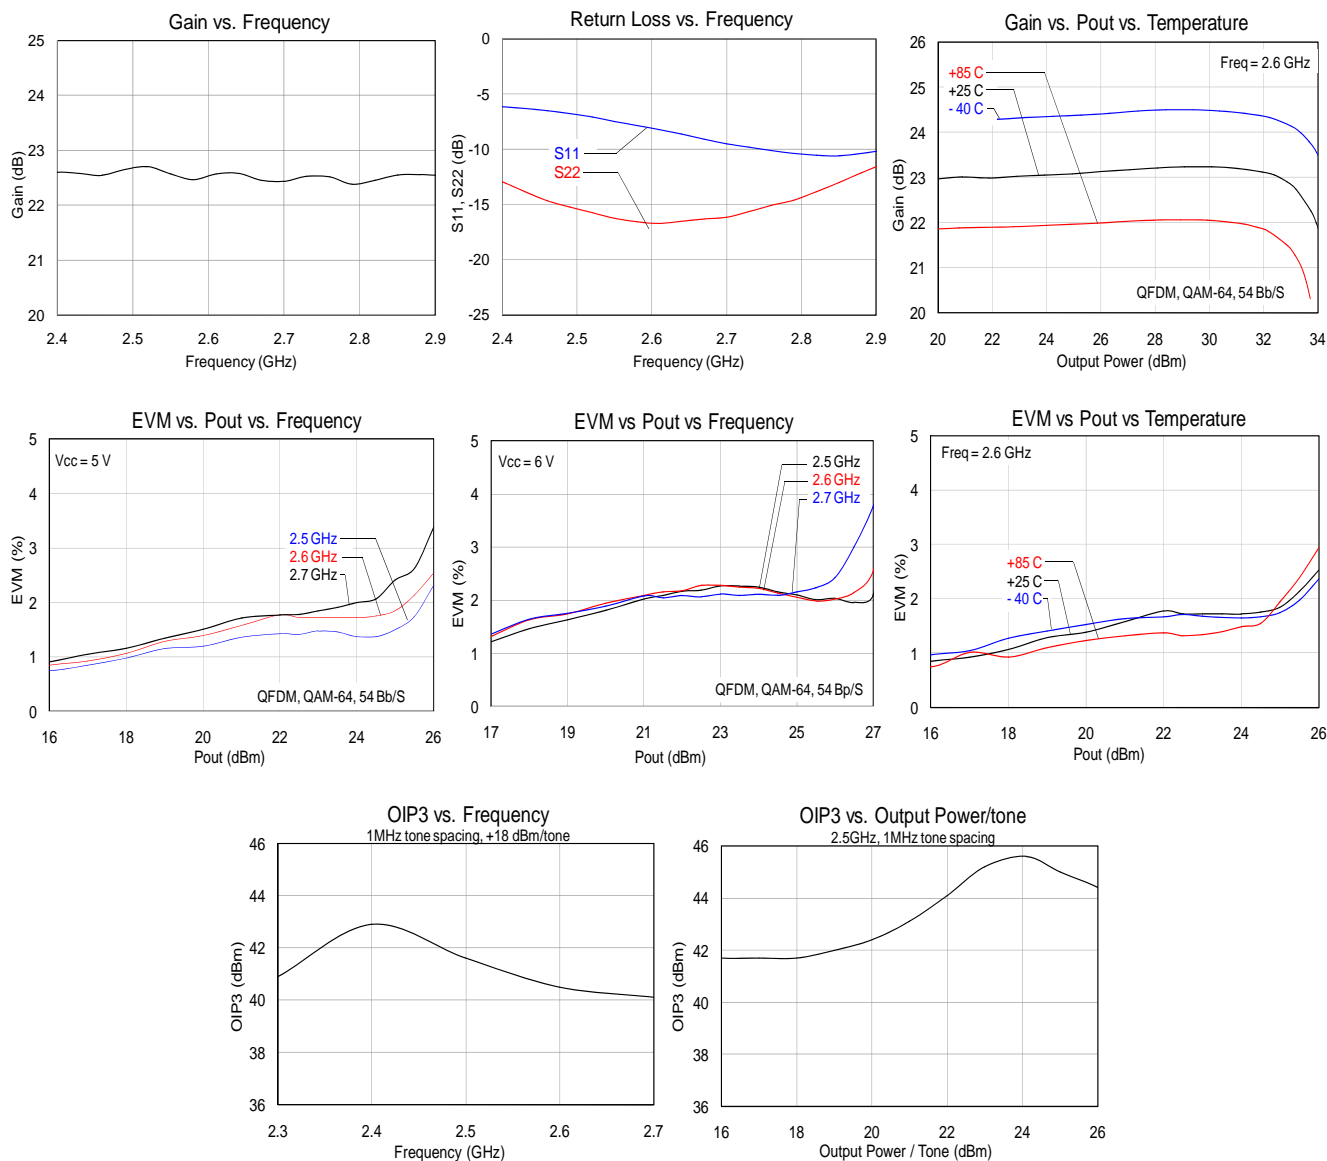 Gain vs. Frequency
25
24
23
22
21
20
Gain (dB)
2.4 2.5 2.6 2.7 2.8 2.9
Frequency (GHz)
Return Loss vs. Frequency
0
-5
-10
-15
-20
-25
S11, S22 (dB)
S11
S22
2.4 2.5 2.6 2.7 2.8 2.9
Frequency (GHz)
Gain vs. Pout vs. Temperature
26
25
24
23
22
21
20
Gain (dB)
+85 C
+25 C
- 40 C
Freq = 2.6 GHz
QFDM, QAM-64, 54 Bb/S
20 22 24 26 28 30 32 34
Output Power (dBm)
EVM vs. Pout vs. Frequency
5
4
3
2
1
0
EVM (%)
Vcc = 5 V
2.5 GHz
2.6 GHz
2.7 GHz
QFDM, QAM-64, 54 Bb/S
16 18 20 22 24 26
Pout (dBm)
EVM vs Pout vs Frequency
5
4
3
2
1
0
EVM (%)
Vcc = 6 V
2.5 GHz
2.6 GHz
2.7 GHz
QFDM, QAM-64, 54 Bp/S
17 19 21 23 25 27
Pout (dBm)
EVM vs Pout vs Temperature
5
4
3
2
1
0
EVM (%)
Freq = 2.6 GHz
+85 C
+25 C
- 40 C
16 18 20 22 24 26
Pout (dBm)
OIP3 vs. Frequency
1MHz tone spacing, +18 dBm/tone
46
44
42
40
38
36
OIP3 (dBm)
2.3 2.4 2.5 2.6 2.7
Frequency (GHz)
OIP3 vs. Output Power/tone
2.5GHz, 1MHz tone spacing
46
44
42
40
38
36
OIP3 (dBm)
16 18 20 22 24 26
Output Power / Tone (dBm)